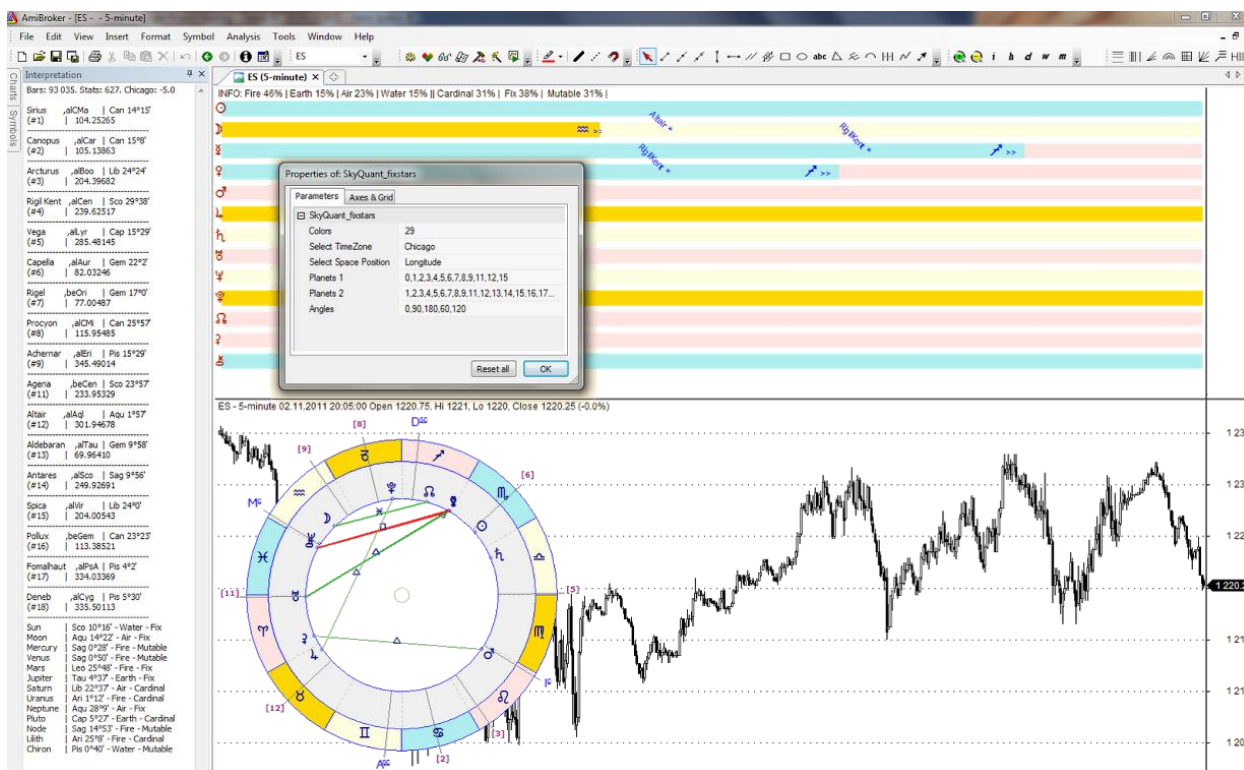 AmiBroker - [ES - - 5-minute]
File Edit View Insert Format Symbol Analysis Tools Window Help
ES
abc
i h d w m
Charts
Symbols
Interpretation
ES (5-minute)
Bars: 93 035. Stats: 627. Chicago: -5.0
Sirius ,alCMa | Can 14°15'
(#1) | 104.25265
Canopus ,alCar | Can 15°8'
(#2) | 105.13863
Arcturus ,alBoo | Lib 24°24'
(#3) | 204.39682
Rigil Kent ,alCen | Sco 29°38'
(#4) | 239.62517
Vega ,alLyr | Cap 15°29'
(#5) | 285.48145
Capella ,alAur | Gem 22°2'
(#6) | 82.03246
Rigel ,beOri | Gem 17°0'
(#7) | 77.00487
Procyon ,alCMi | Can 25°57'
(#8) | 115.95485
Achernar ,alEri | Pis 15°29'
(#9) | 345.49014
Agena ,beCen | Sco 23°57'
(#11) | 233.95329
Altair ,alAql | Aqu 1°57'
(#12) | 301.94678
Aldebaran ,alTau | Gem 9°58'
(#13) | 69.96410
Antares ,alSco | Sag 9°56'
(#14) | 249.92691
Spica ,alVir | Lib 24°0'
(#15) | 204.00543
Pollux ,beGem | Can 23°23'
(#16) | 113.38521
Fomalhaut ,alPsA | Pis 4°2'
(#17) | 334.03369
Deneb ,alCyg | Pis 5°30'
(#18) | 335.50113
Sun | Sco 10°16' - Water - Fix
Moon | Aqu 14°22' - Air - Fix
Mercury | Sag 0°28' - Fire - Mutable
Venus | Sag 0°50' - Fire - Mutable
Mars | Leo 25°48' - Fire - Fix
Jupiter | Tau 4°37' - Earth - Fix
Saturn | Lib 22°37' - Air - Cardinal
Uranus | Ari 1°12' - Fire - Cardinal
Neptune | Aqu 28°9' - Air - Fix
Pluto | Cap 5°27' - Earth - Cardinal
Node | Sag 14°53' - Fire - Mutable
Lilith | Ari 25°8' - Fire - Cardinal
Chiron | Pis 0°40' - Water - Mutable
INFO: Fire 46% | Earth 15% | Air 23% | Water 15% || Cardinal 31% | Fix 38% | Mutable 31% |
Altair *
RigilKent *
RigilKent *
Properties of: SkyQuant_fixstars
Parameters
Axes & Grid
SkyQuant_fixstars
Colors 29
Select TimeZone Chicago
Select Space Position Longitude
Planets 1 0,1,2,3,4,5,6,7,8,9,11,12,15
Planets 2 1,2,3,4,5,6,7,8,9,11,12,13,14,15,16,17...
Angles 0,90,180,60,120
Reset all
OK
ES - 5-minute 02.11.2011 20:05:00 Open 1220.75, Hi 1221, Lo 1220, Close 1220.25 (-0.0%)
[8]
[9]
[6]
[5]
[11]
[12]
[3]
[2]
1 23
1 23
1 22
1 220.2
1 21
1 21
1 20